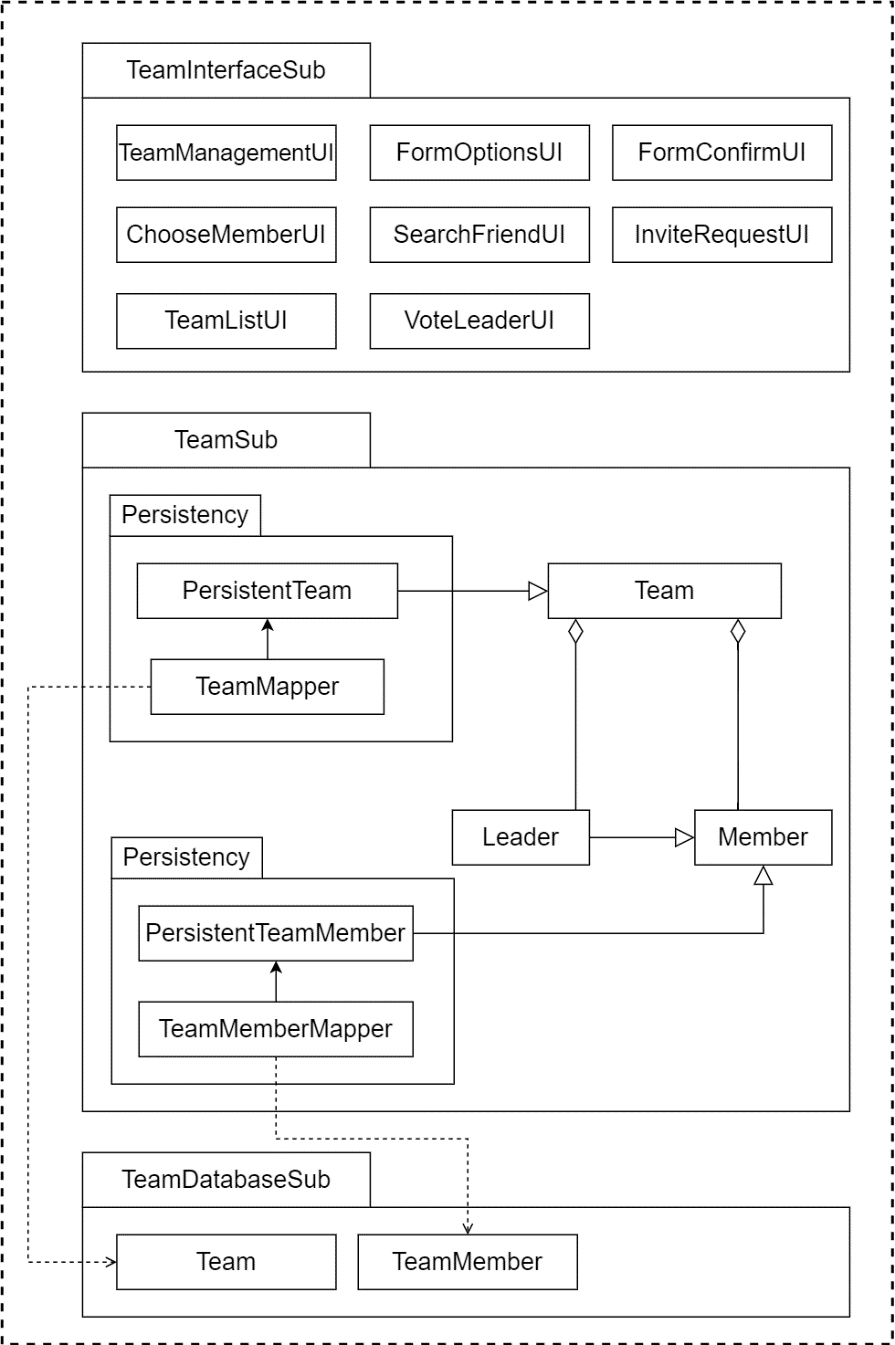 TeamInterfaceSub
TeamManagementUI
FormOptionsUI
FormConfirmUI
ChooseMemberUI
SearchFriendUI
InviteRequestUI
TeamListUI
VoteLeaderUI
TeamSub
Persistency
PersistentTeam
Team
TeamMapper
Leader
Member
Persistency
PersistentTeamMember
TeamMemberMapper
TeamDatabaseSub
Team
TeamMember